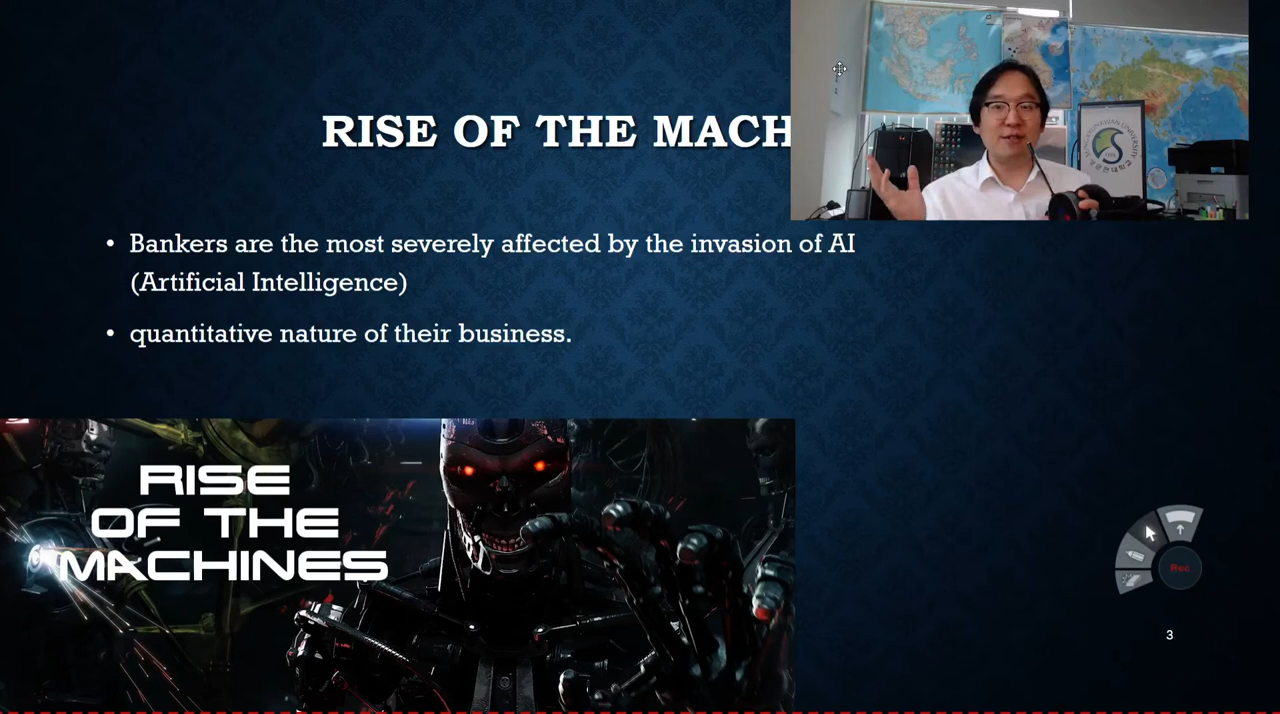 RISE OF THE MACH
• Bankers are the most severely affected by the invasion of AI
(Artificial Intelligence)
• quantitative nature of their business.
RISE
OF THE
MACHINES
Rec
3